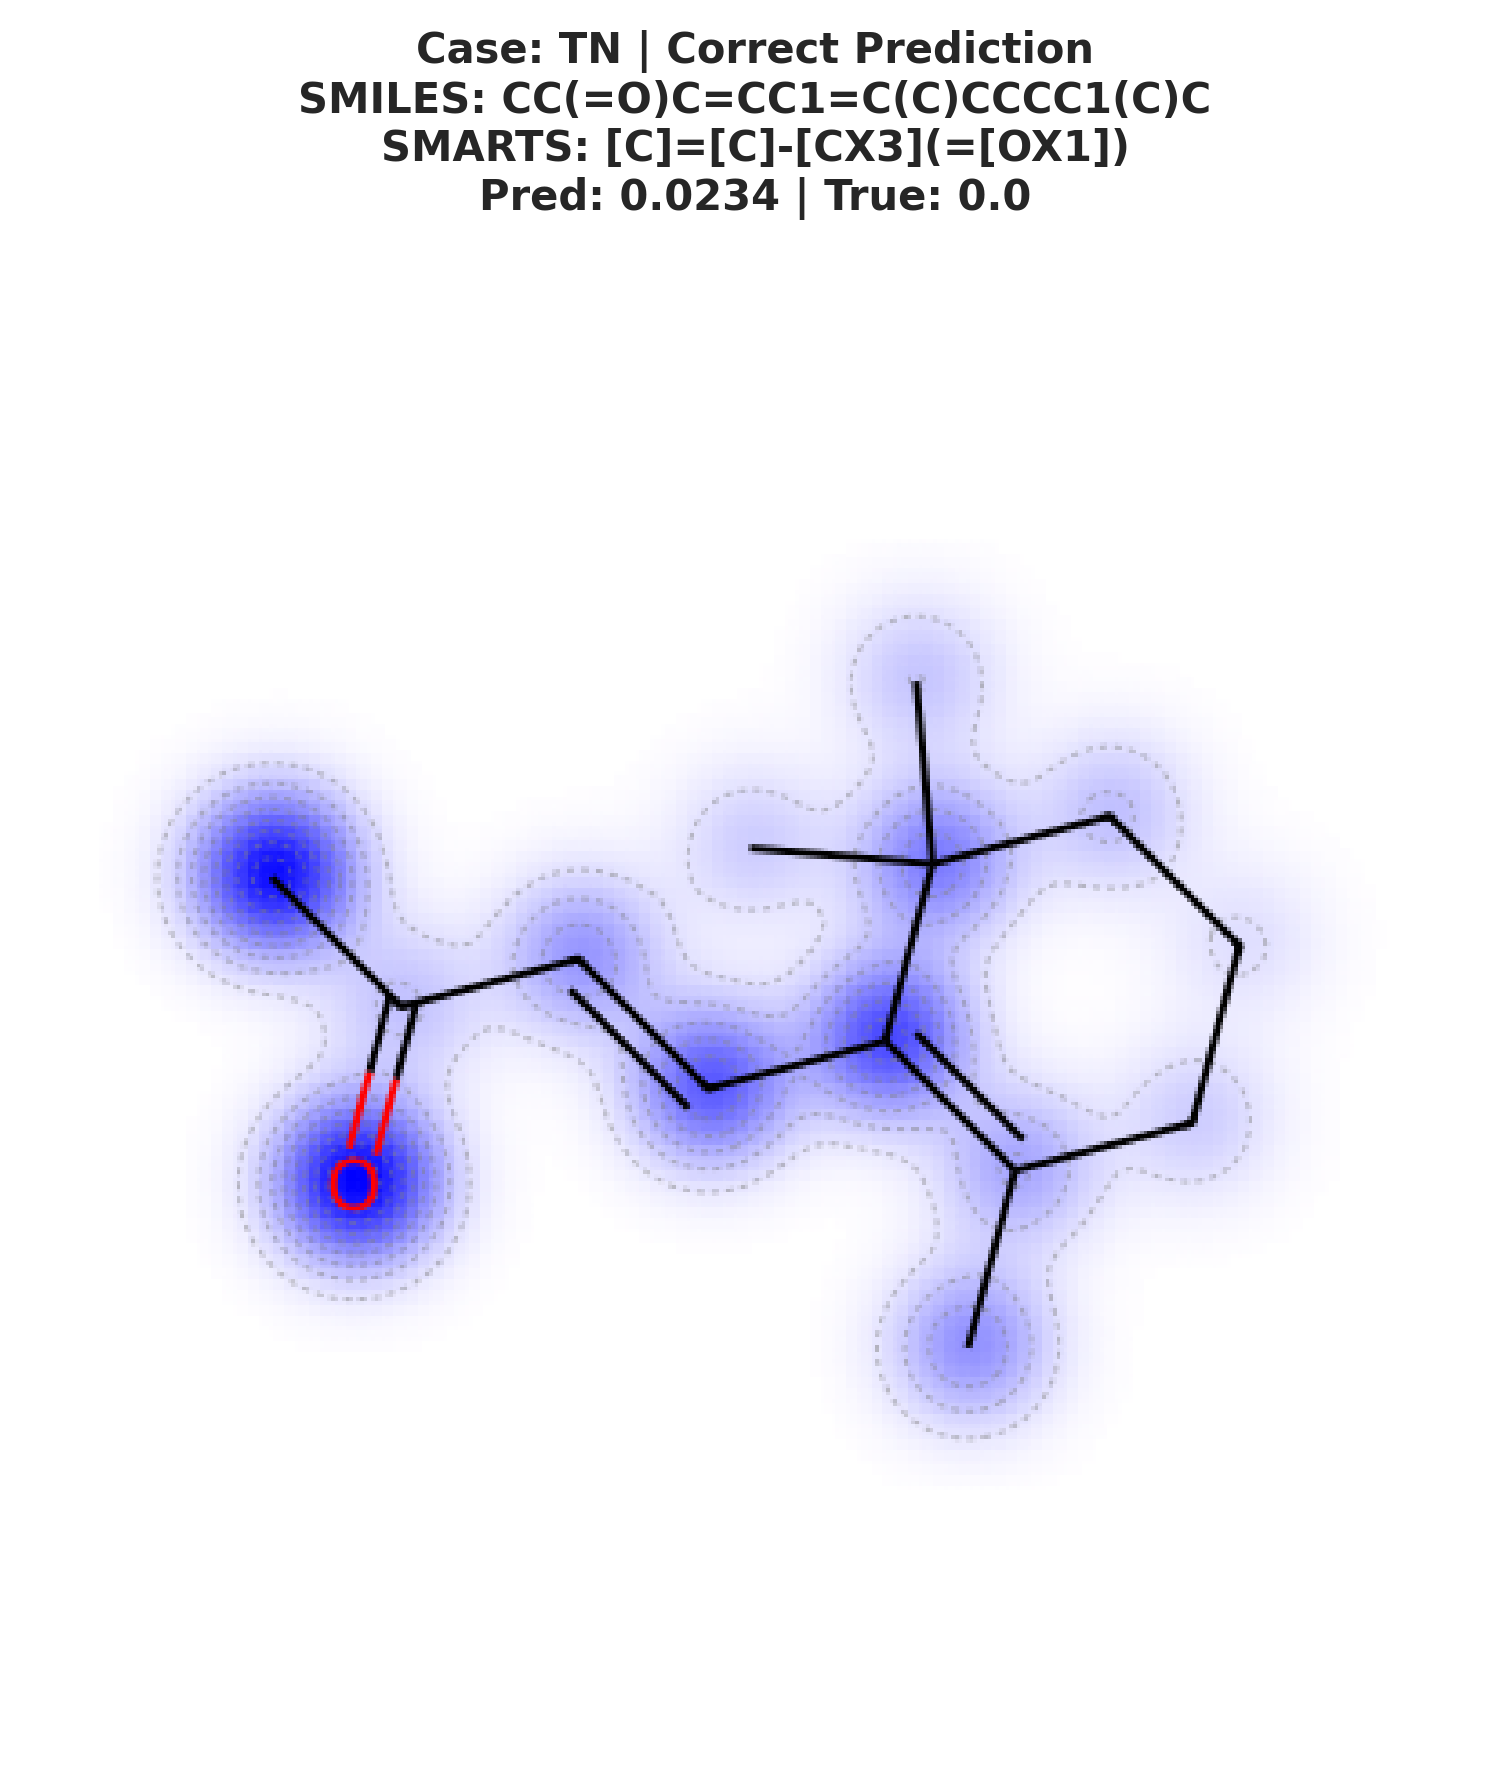 Case: TN | Correct Prediction
SMILES: CC(=O)C=CC1=C(C)CCCC1(C)C
SMARTS: [C]=[C]-[CX3](=[OX1])
Pred: 0.0234 | True: 0.0
O